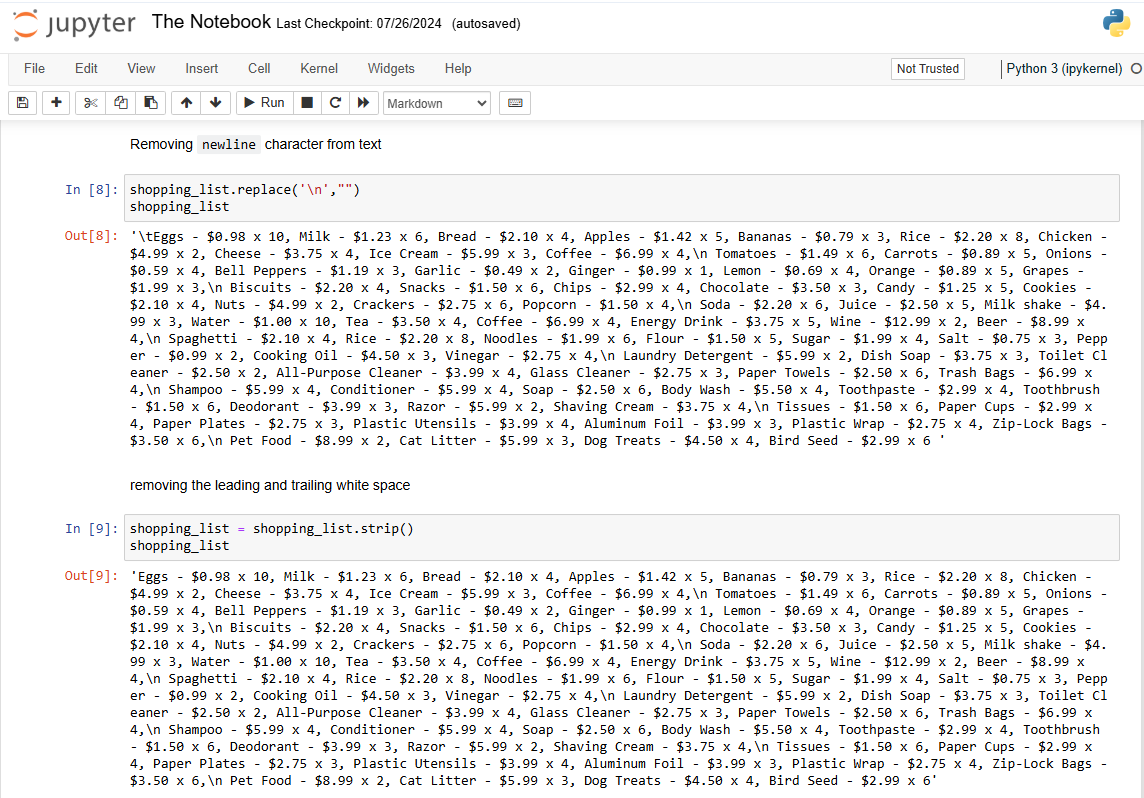 jupyter The Notebook Last Checkpoint: 07/26/2024 (autosaved)
File Edit View Insert Cell Kernel Widgets Help Not Trusted Python 3 (ipykernel)
Run Markdown
Removing newline character from text
In [8]: shopping_list.replace('\n',"")
shopping_list
Out[8]: '\tEggs - $0.98 x 10, Milk - $1.23 x 6, Bread - $2.10 x 4, Apples - $1.42 x 5, Bananas - $0.79 x 3, Rice - $2.20 x 8, Chicken -
$4.99 x 2, Cheese - $3.75 x 4, Ice Cream - $5.99 x 3, Coffee - $6.99 x 4,\n Tomatoes - $1.49 x 6, Carrots - $0.89 x 5, Onions -
$0.59 x 4, Bell Peppers - $1.19 x 3, Garlic - $0.49 x 2, Ginger - $0.99 x 1, Lemon - $0.69 x 4, Orange - $0.89 x 5, Grapes -
$1.99 x 3,\n Biscuits - $2.20 x 4, Snacks - $1.50 x 6, Chips - $2.99 x 4, Chocolate - $3.50 x 3, Candy - $1.25 x 5, Cookies -
$2.10 x 4, Nuts - $4.99 x 2, Crackers - $2.75 x 6, Popcorn - $1.50 x 4,\n Soda - $2.20 x 6, Juice - $2.50 x 5, Milk shake - $4.
99 x 3, Water - $1.00 x 10, Tea - $3.50 x 4, Coffee - $6.99 x 4, Energy Drink - $3.75 x 5, Wine - $12.99 x 2, Beer - $8.99 x
4,\n Spaghetti - $2.10 x 4, Rice - $2.20 x 8, Noodles - $1.99 x 6, Flour - $1.50 x 5, Sugar - $1.99 x 4, Salt - $0.75 x 3, Pepp
er - $0.99 x 2, Cooking Oil - $4.50 x 3, Vinegar - $2.75 x 4,\n Laundry Detergent - $5.99 x 2, Dish Soap - $3.75 x 3, Toilet Cl
eaner - $2.50 x 2, All-Purpose Cleaner - $3.99 x 4, Glass Cleaner - $2.75 x 3, Paper Towels - $2.50 x 6, Trash Bags - $6.99 x
4,\n Shampoo - $5.99 x 4, Conditioner - $5.99 x 4, Soap - $2.50 x 6, Body Wash - $5.50 x 4, Toothpaste - $2.99 x 4, Toothbrush
- $1.50 x 6, Deodorant - $3.99 x 3, Razor - $5.99 x 2, Shaving Cream - $3.75 x 4,\n Tissues - $1.50 x 6, Paper Cups - $2.99 x
4, Paper Plates - $2.75 x 3, Plastic Utensils - $3.99 x 4, Aluminum Foil - $3.99 x 3, Plastic Wrap - $2.75 x 4, Zip-Lock Bags -
$3.50 x 6,\n Pet Food - $8.99 x 2, Cat Litter - $5.99 x 3, Dog Treats - $4.50 x 4, Bird Seed - $2.99 x 6 '
removing the leading and trailing white space
In [9]: shopping_list = shopping_list.strip()
shopping_list
Out[9]: 'Eggs - $0.98 x 10, Milk - $1.23 x 6, Bread - $2.10 x 4, Apples - $1.42 x 5, Bananas - $0.79 x 3, Rice - $2.20 x 8, Chicken -
$4.99 x 2, Cheese - $3.75 x 4, Ice Cream - $5.99 x 3, Coffee - $6.99 x 4,\n Tomatoes - $1.49 x 6, Carrots - $0.89 x 5, Onions -
$0.59 x 4, Bell Peppers - $1.19 x 3, Garlic - $0.49 x 2, Ginger - $0.99 x 1, Lemon - $0.69 x 4, Orange - $0.89 x 5, Grapes -
$1.99 x 3,\n Biscuits - $2.20 x 4, Snacks - $1.50 x 6, Chips - $2.99 x 4, Chocolate - $3.50 x 3, Candy - $1.25 x 5, Cookies -
$2.10 x 4, Nuts - $4.99 x 2, Crackers - $2.75 x 6, Popcorn - $1.50 x 4,\n Soda - $2.20 x 6, Juice - $2.50 x 5, Milk shake - $4.
99 x 3, Water - $1.00 x 10, Tea - $3.50 x 4, Coffee - $6.99 x 4, Energy Drink - $3.75 x 5, Wine - $12.99 x 2, Beer - $8.99 x
4,\n Spaghetti - $2.10 x 4, Rice - $2.20 x 8, Noodles - $1.99 x 6, Flour - $1.50 x 5, Sugar - $1.99 x 4, Salt - $0.75 x 3, Pepp
er - $0.99 x 2, Cooking Oil - $4.50 x 3, Vinegar - $2.75 x 4,\n Laundry Detergent - $5.99 x 2, Dish Soap - $3.75 x 3, Toilet Cl
eaner - $2.50 x 2, All-Purpose Cleaner - $3.99 x 4, Glass Cleaner - $2.75 x 3, Paper Towels - $2.50 x 6, Trash Bags - $6.99 x
4,\n Shampoo - $5.99 x 4, Conditioner - $5.99 x 4, Soap - $2.50 x 6, Body Wash - $5.50 x 4, Toothpaste - $2.99 x 4, Toothbrush
- $1.50 x 6, Deodorant - $3.99 x 3, Razor - $5.99 x 2, Shaving Cream - $3.75 x 4,\n Tissues - $1.50 x 6, Paper Cups - $2.99 x
4, Paper Plates - $2.75 x 3, Plastic Utensils - $3.99 x 4, Aluminum Foil - $3.99 x 3, Plastic Wrap - $2.75 x 4, Zip-Lock Bags -
$3.50 x 6,\n Pet Food - $8.99 x 2, Cat Litter - $5.99 x 3, Dog Treats - $4.50 x 4, Bird Seed - $2.99 x 6'